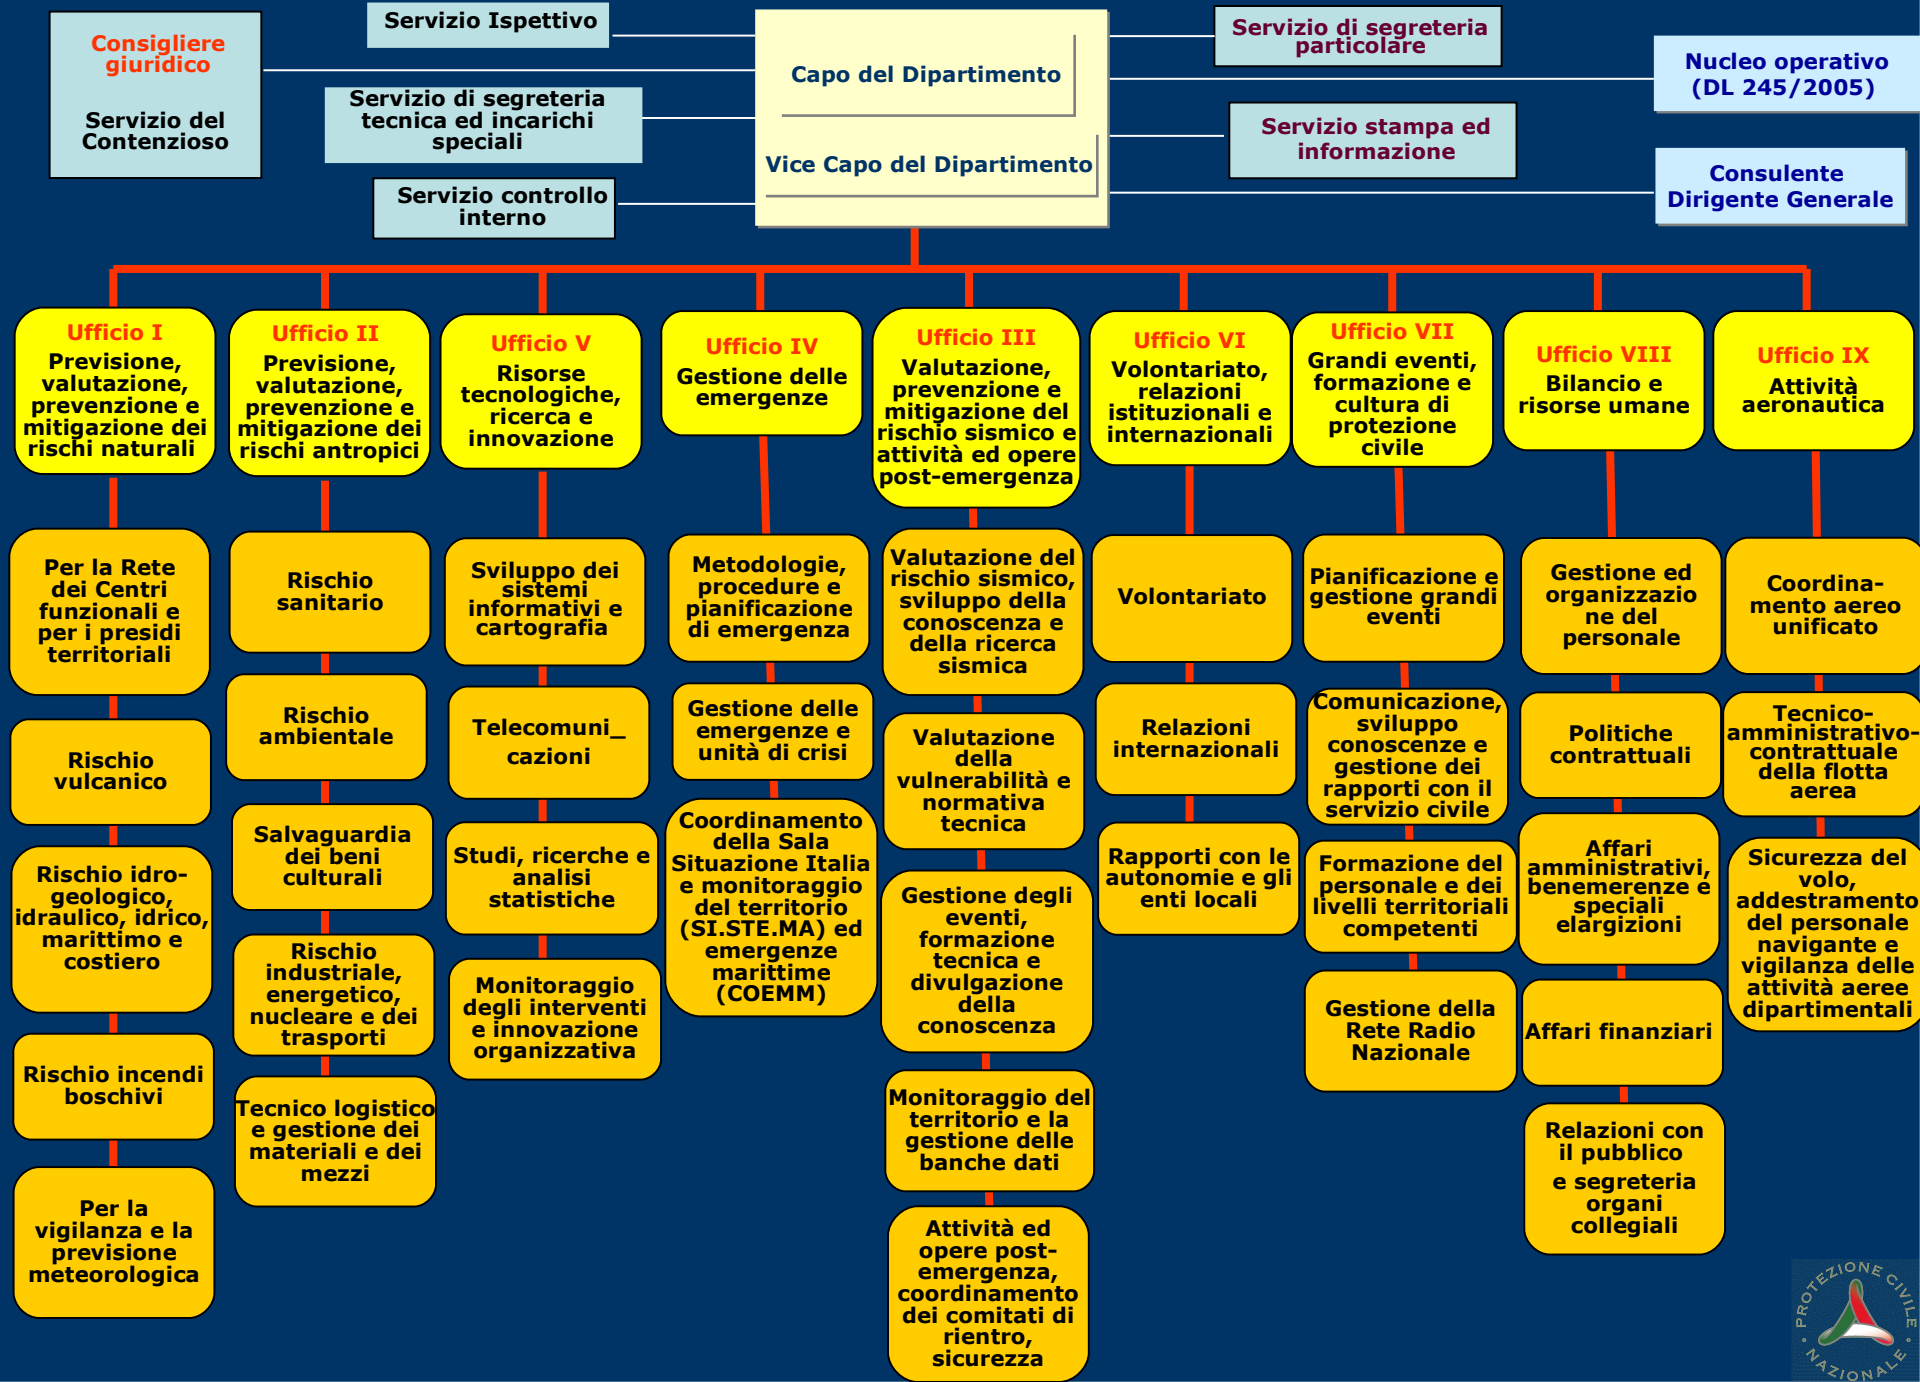 Consigliere
giuridico
Servizio del
Contenzioso
Servizio Ispettivo
Servizio di segreteria
tecnica ed incarichi
speciali
Servizio controllo
interno
Capo del Dipartimento
Vice Capo del Dipartimento
Servizio di segreteria
particolare
Servizio stampa ed
informazione
Nucleo operativo
(DL 245/2005)
Consulente
Dirigente Generale
Ufficio I
Previsione,
valutazione,
prevenzione e
mitigazione dei
rischi naturali
Per la Rete
dei Centri
funzionali e
per i presidi
territoriali
Rischio
vulcanico
Rischio idro-
geologico,
idraulico, idrico,
marittimo e
costiero
Rischio incendi
boschivi
Per la
vigilanza e la
previsione
meteorologica
Ufficio II
Previsione,
valutazione,
prevenzione e
mitigazione dei
rischi antropici
Rischio
sanitario
Rischio
ambientale
Salvaguardia
dei beni
culturali
Rischio
industriale,
energetico,
nucleare e dei
trasporti
Tecnico logistico
e gestione dei
materiali e dei
mezzi
Ufficio V
Risorse
tecnologiche,
ricerca e
innovazione
Sviluppo dei
sistemi
informativi e
cartografia
Telecomuni_
cazioni
Studi, ricerche e
analisi
statistiche
Monitoraggio
degli interventi
e innovazione
organizzativa
Ufficio IV
Gestione delle
emergenze
Metodologie,
procedure e
pianificazione
di emergenza
Gestione delle
emergenze e
unità di crisi
Coordinamento
della Sala
Situazione Italia
e monitoraggio
del territorio
(SI.STE.MA) ed
emergenze
marittime
(COEMM)
Ufficio III
Valutazione,
prevenzione e
mitigazione del
rischio sismico e
attività ed opere
post-emergenza
Valutazione del
rischio sismico,
sviluppo della
conoscenza e
della ricerca
sismica
Valutazione
della
vulnerabilità e
normativa
tecnica
Gestione degli
eventi,
formazione
tecnica e
divulgazione
della
conoscenza
Monitoraggio del
territorio e la
gestione delle
banche dati
Attività ed
opere post-
emergenza,
coordinamento
dei comitati di
rientro,
sicurezza
Ufficio VI
Volontariato,
relazioni
istituzionali e
internazionali
Volontariato
Relazioni
internazionali
Rapporti con le
autonomie e gli
enti locali
Ufficio VII
Grandi eventi,
formazione e
cultura di
protezione
civile
Pianificazione e
gestione grandi
eventi
Comunicazione,
sviluppo
conoscenze e
gestione dei
rapporti con il
servizio civile
Formazione del
personale e dei
livelli territoriali
competenti
Gestione della
Rete Radio
Nazionale
Ufficio VIII
Bilancio e
risorse umane
Gestione ed
organizzazio
ne del
personale
Politiche
contrattuali
Affari
amministrativi,
benemerenze e
speciali
elargizioni
Affari finanziari
Relazioni con
il pubblico
e segreteria
organi
collegiali
Ufficio IX
Attività
aeronautica
Coordina-
mento aereo
unificato
Tecnico-
amministrativo-
contrattuale
della flotta
aerea
Sicurezza del
volo,
addestramento
del personale
navigante e
vigilanza delle
attività aeree
dipartimentali
PROTEZIONE CIVILE
NAZIONALE